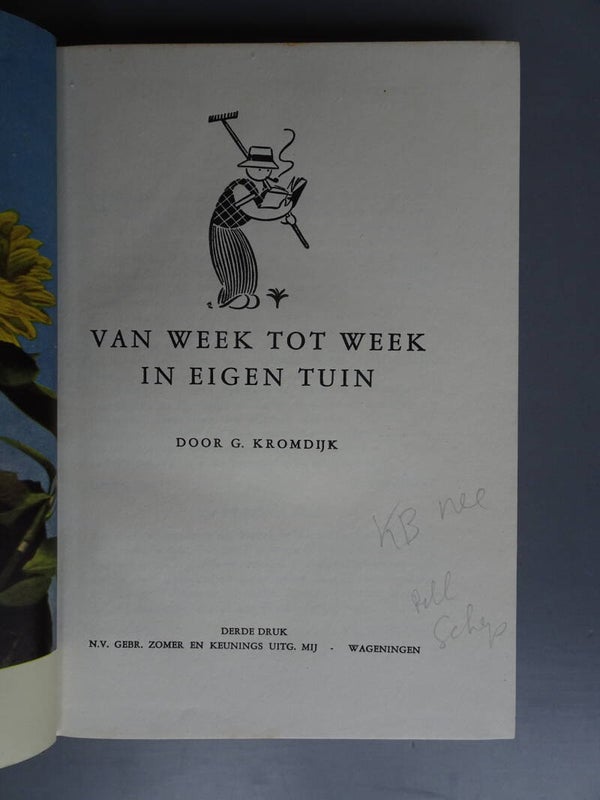 VAN WEEK TOT WEEK
IN EIGEN TUIN
DOOR G. KROMDIJK
KB nee
DERDE DRUK
N.V. GEBR. ZOMER EN KEUNINGS UITG. MIJ - WAGENINGEN